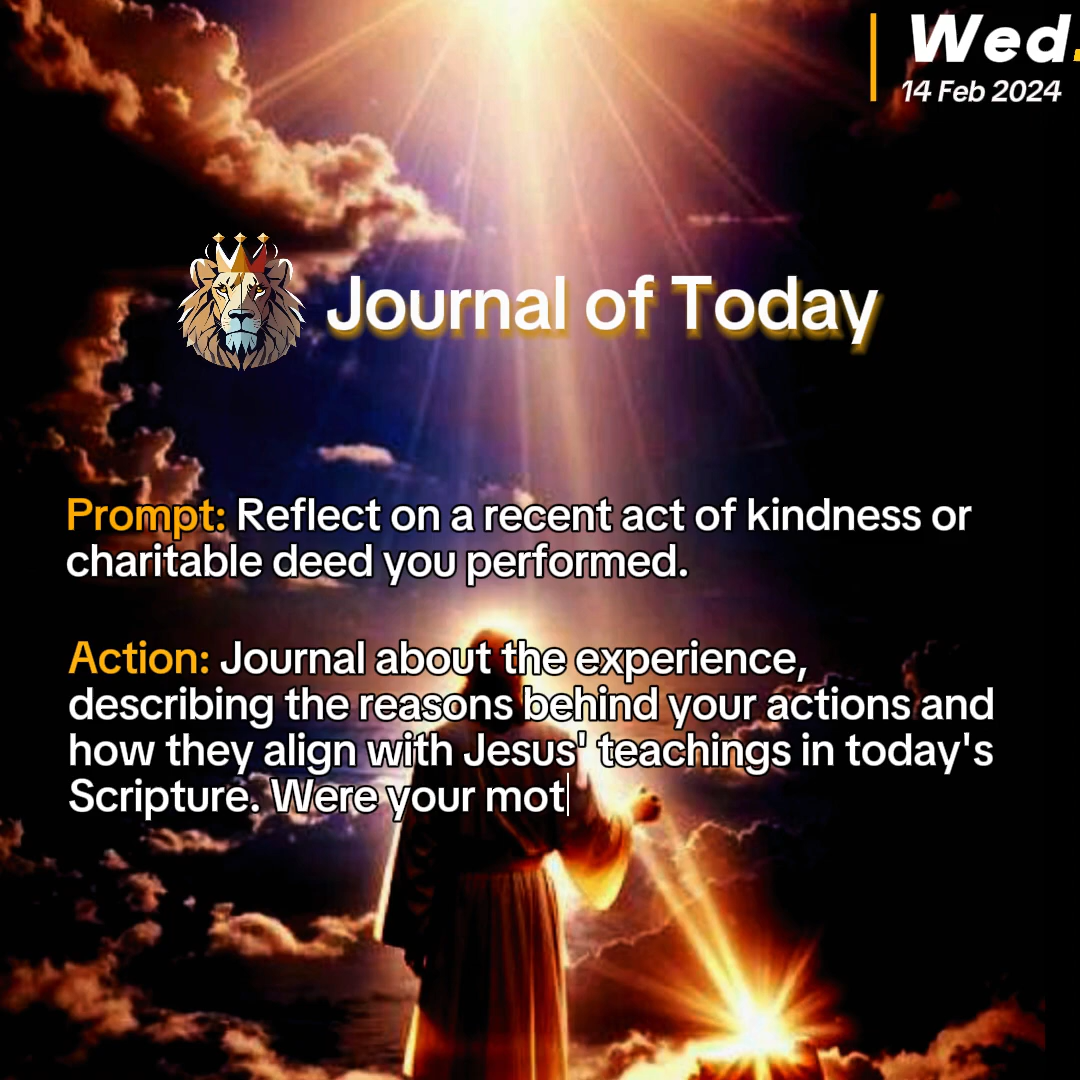 Wed.
14 Feb 2024
Journal of Today
Prompt: Reflect on a recent act of kindness or
charitable deed you performed.
Action: Journal about the experience,
describing the reasons behind your actions and
how they align with Jesus' teachings in today's
Scripture. Were your mot